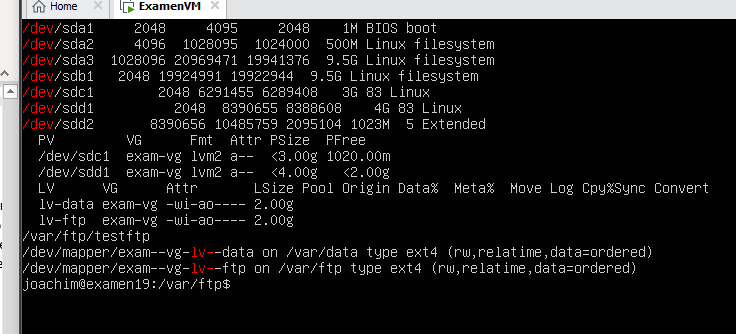 Home × ExamenVM ×
/dev/sda1 2048 4095 2048 1M BIOS boot
/dev/sda2 4096 1028095 1024000 500M Linux filesystem
/dev/sda3 1028096 20969471 19941376 9.5G Linux filesystem
/dev/sdb1 2048 19924991 19922944 9.5G Linux filesystem
/dev/sdc1 2048 6291455 6289408 3G 83 Linux
/dev/sdd1 2048 8390655 8388608 4G 83 Linux
/dev/sdd2 8390656 10485759 2095104 1023M 5 Extended
PV VG Fmt Attr PSize PFree
/dev/sdc1 exam-vg lvm2 a-- <3.00g 1020.00m
/dev/sdd1 exam-vg lvm2 a-- <4.00g <2.00g
LV VG Attr LSize Pool Origin Data% Meta% Move Log Cpy%Sync Convert
lv-data exam-vg -wi-ao---- 2.00g
lv-ftp exam-vg -wi-ao---- 2.00g
/var/ftp/testftp
/dev/mapper/exam--vg-lv--data on /var/data type ext4 (rw,relatime,data=ordered)
/dev/mapper/exam--vg-lv--ftp on /var/ftp type ext4 (rw,relatime,data=ordered)
joachim@examen19:/var/ftp$